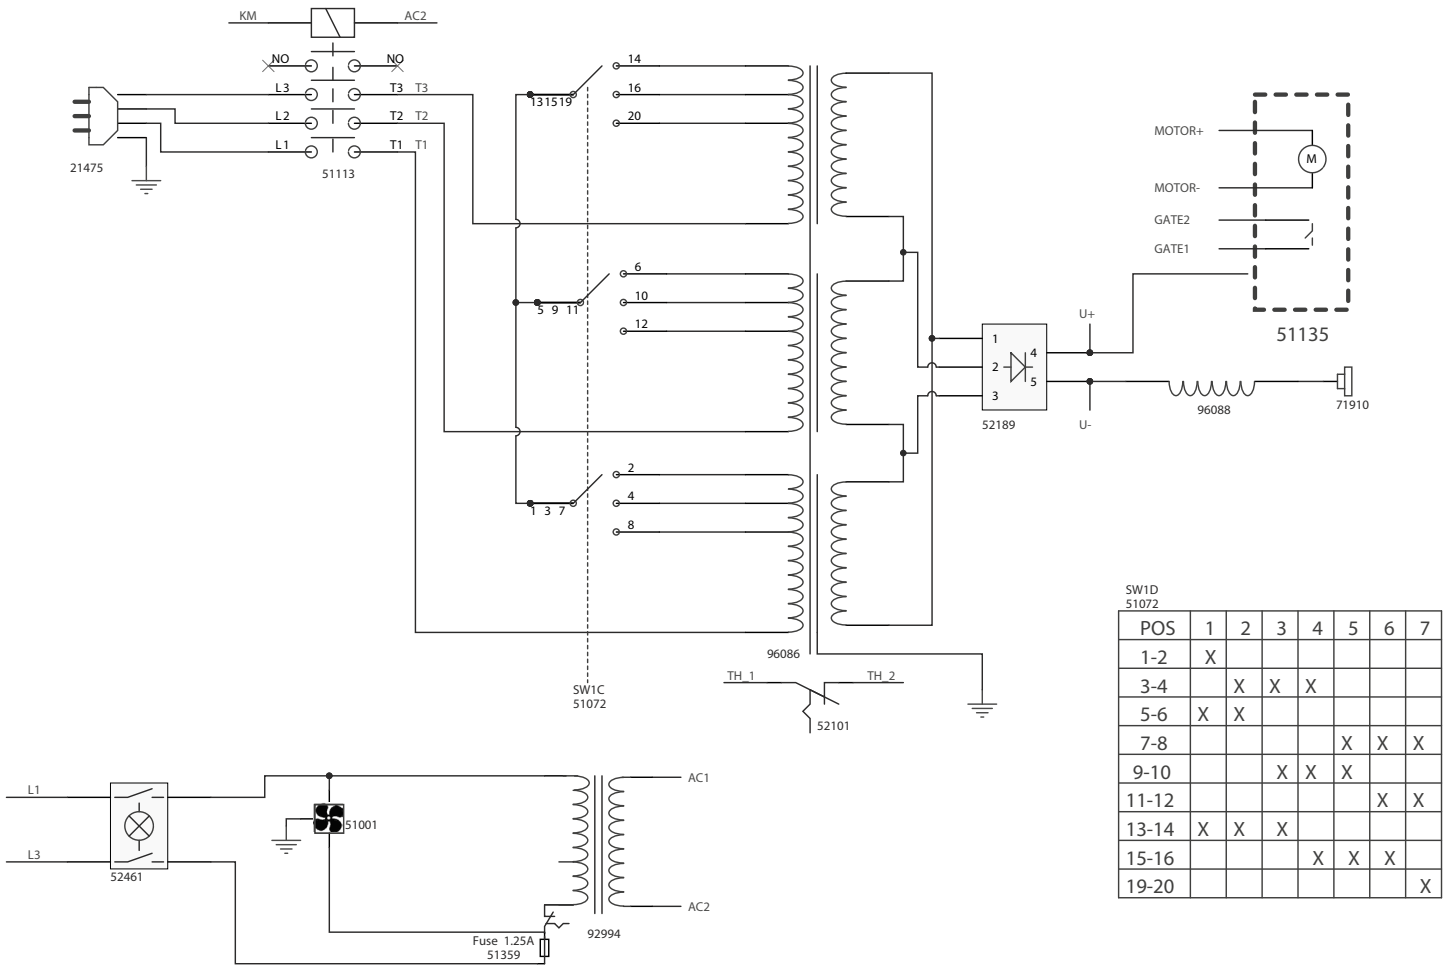 KM AC2
NO NO
L3 T3 T3
L2 T2 T2
L1 T1 T1
21475
51113
14
131519 16
20
6
5 9 11 10
12
2
1 3 7 4
8
96086
SW1C
51072
TH_1 TH_2
52101
1
2
3
4
5
52189
U+
U-
96088
71910
MOTOR+
M
MOTOR-
GATE2
GATE1
51135
SW1D
51072
POS 1 2 3 4 5 6 7
1-2 X
3-4 X X X
5-6 X X
7-8 X X X
9-10 X X X
11-12 X X
13-14 X X X
15-16 X X X
19-20 X
L1
L3
52461
51001
Fuse 1.25A
51359
92994
AC1
AC2